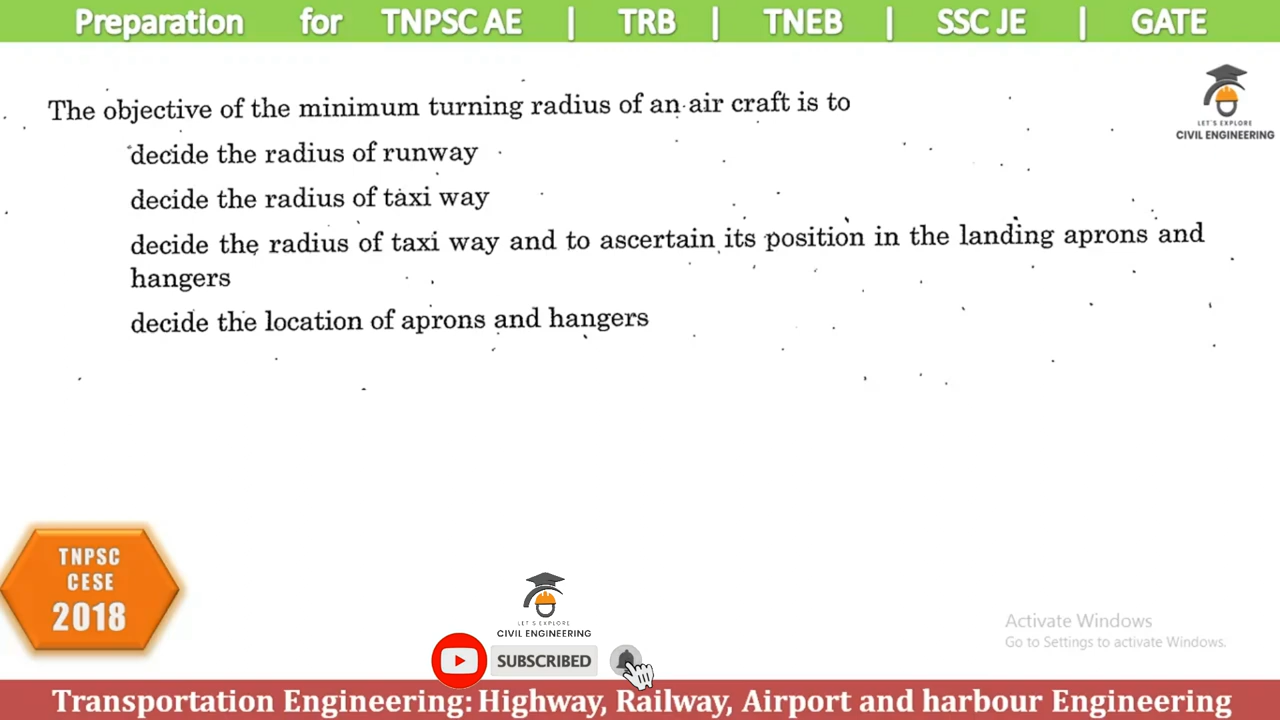 Preparation for TNPSC AE | TRB | TNEB | SSC JE | GATE
LET'S EXPLORE
CIVIL ENGINEERING
The objective of the minimum turning radius of an air craft is to
decide the radius of runway
decide the radius of taxi way
decide the radius of taxi way and to ascertain its position in the landing aprons and
hangers
decide the location of aprons and hangers
TNPSC
CESE
2018
LET'S EXPLORE
CIVIL ENGINEERING
SUBSCRIBED
Activate Windows
Go to Settings to activate Windows.
Transportation Engineering: Highway, Railway, Airport and harbour Engineering